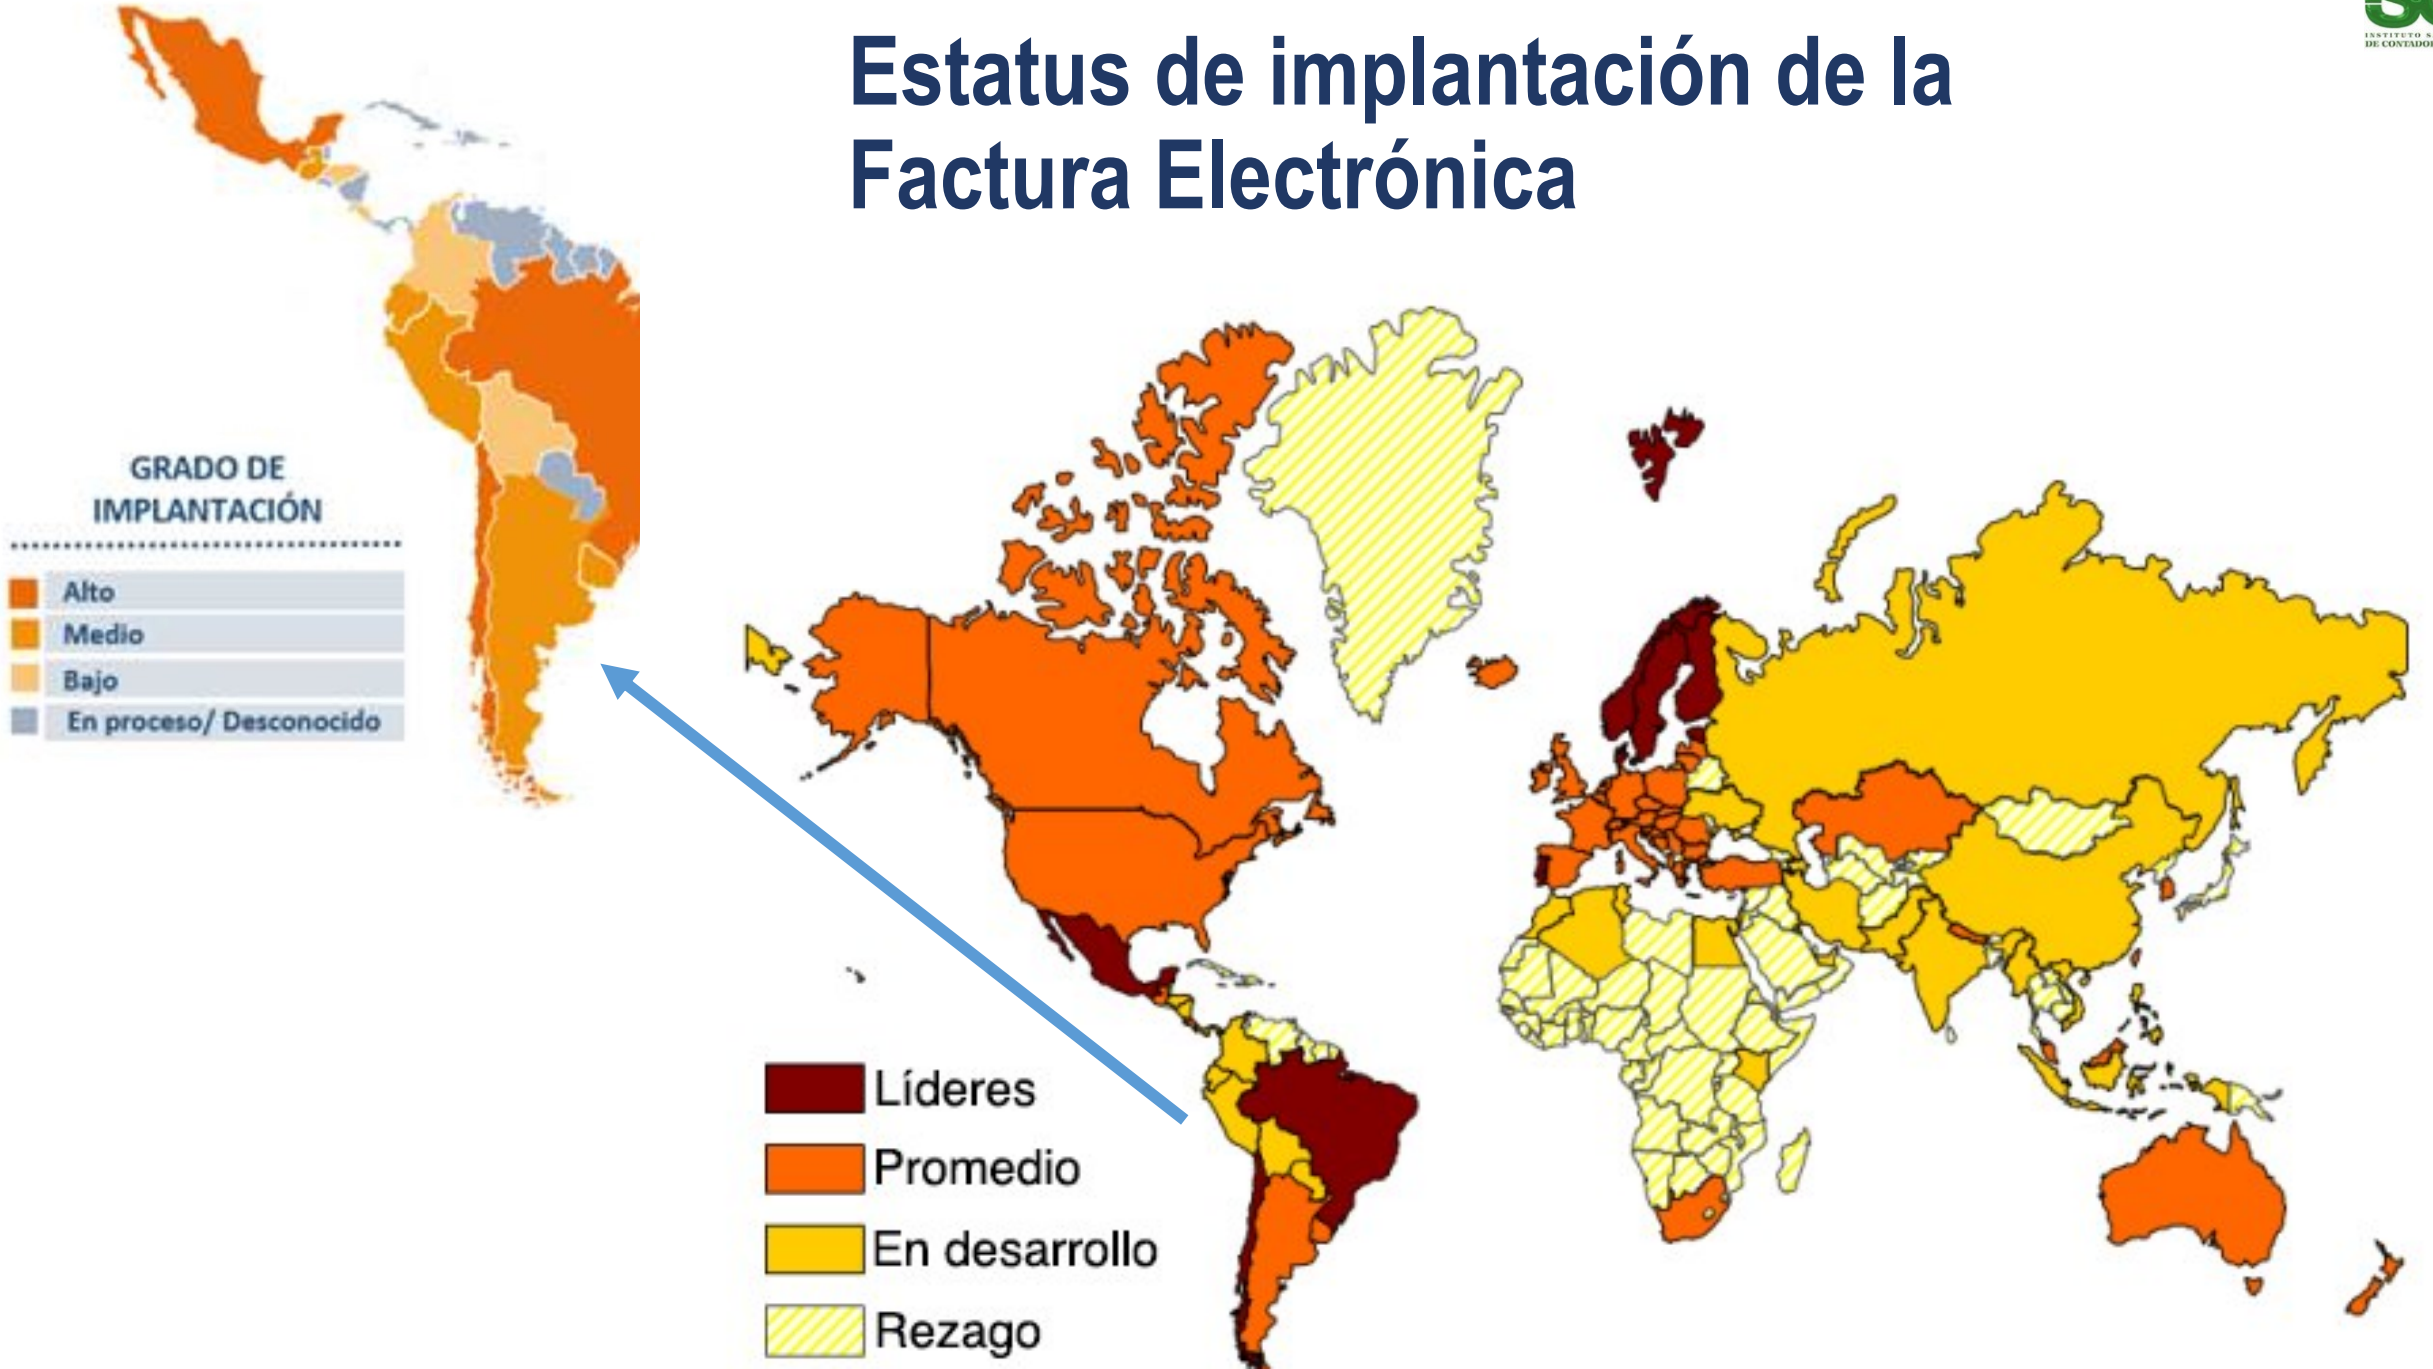 Estatus de implantación de la
Factura Electrónica
INSTITUTO
GRADO DE
IMPLANTACIÓN
Alto
Medio
Bajo
En proceso/ Desconocido
Líderes
Promedio
En desarrollo
Rezago